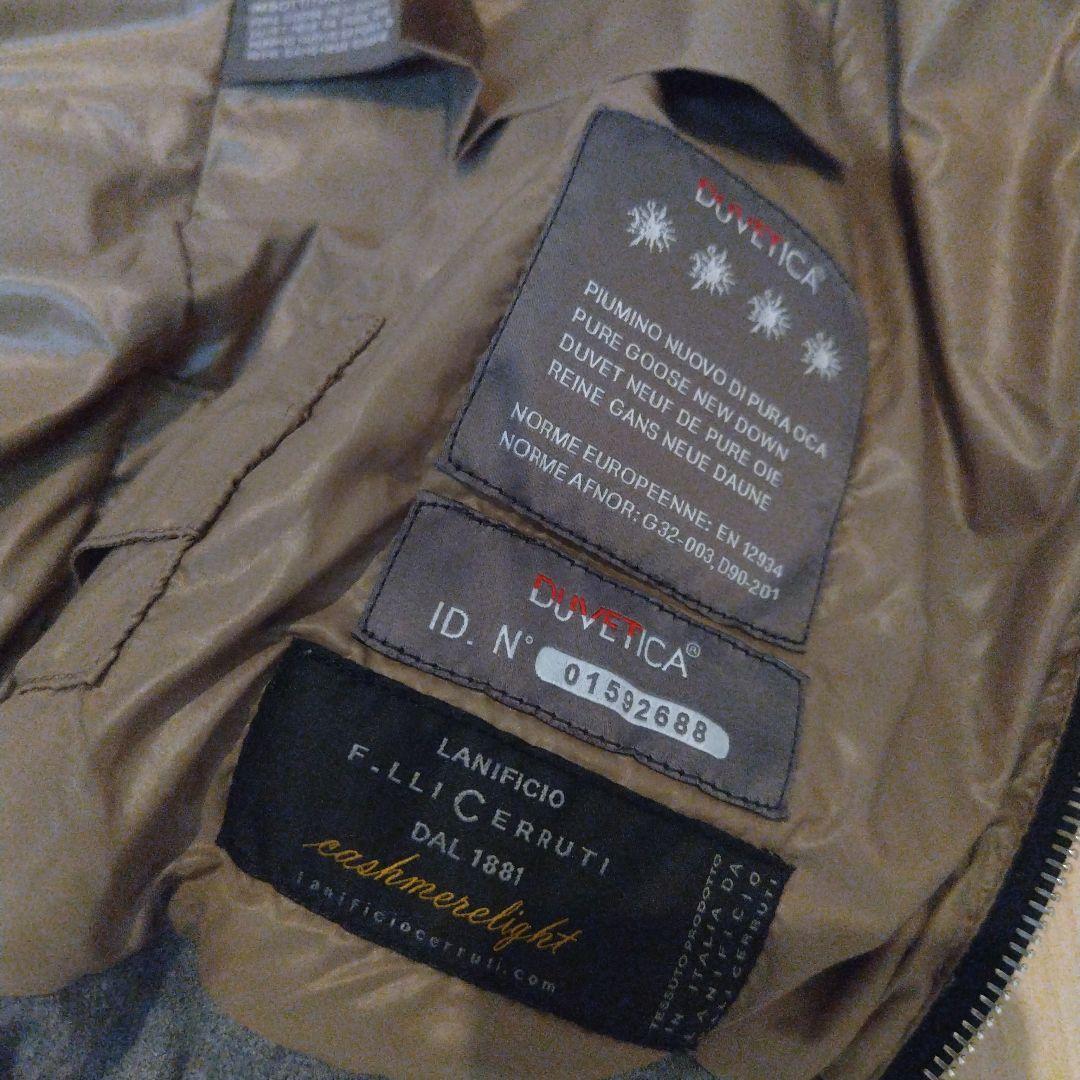 DUVETICA
PIUMINO NUOVO DI PURA OCA
PURE GOOSE NEW DOWN
DUVET NEUF DE PURE OIE
REINE GANS NEUE DAUNE
NORME EUROPEENNE: EN 12934
NORME AFNOR: G32-003, D90-201
DUVETICA®
ID. N° 01592688
LANIFICIO
F.LLI CERRUTI
DAL 1881
cashmerelight
lanificiocerruti.com
TESSUTO PRODOTTO
IN ITALIA DA
LANIFICIO
F.LLI CERRUTI